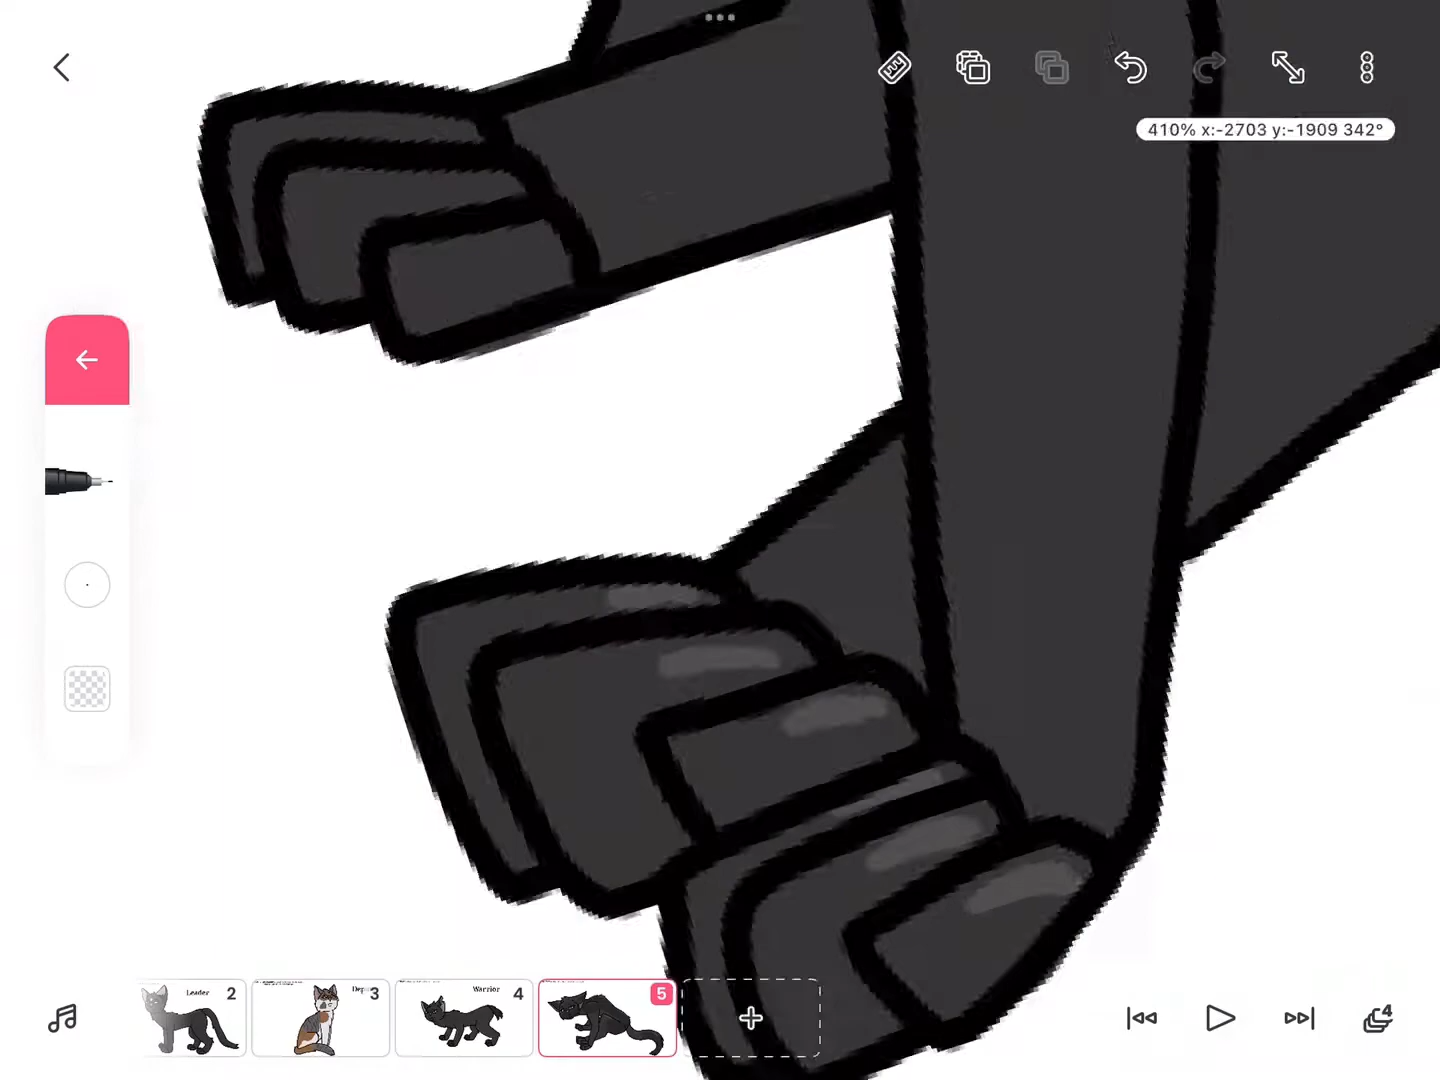 410% x:-2703 y:-1909 342°
Leader 2
3
Warrior 4
5
4